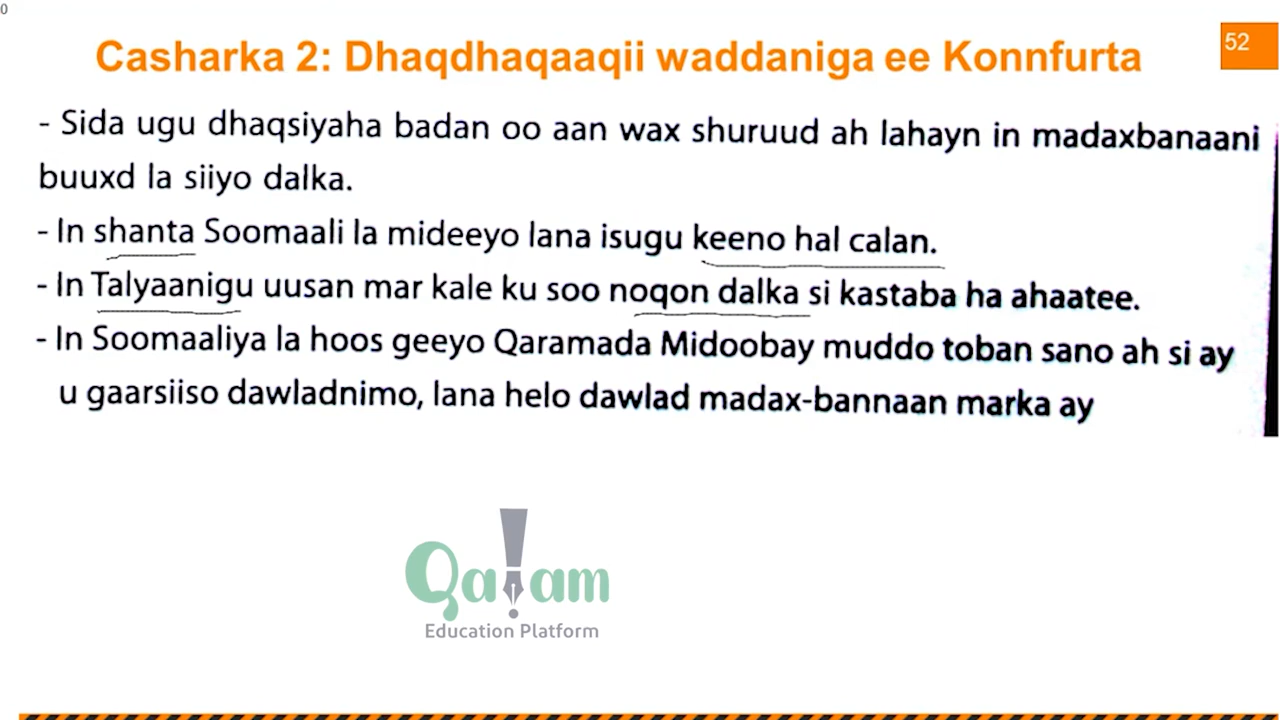 0
52
Casharka 2: Dhaqdhaqaaqii waddaniga ee Konnfurta
- Sida ugu dhaqsiyaha badan oo aan wax shuruud ah lahayn in madaxbanaani
buuxd la siiyo dalka.
- In shanta Soomaali la mideeyo lana isugu keeno hal calan.
- In Talyaanigu uusan mar kale ku soo noqon dalka si kastaba ha ahaatee.
- In Soomaaliya la hoos geeyo Qaramada Midoobay muddo toban sano ah si ay
u gaarsiiso dawladnimo, lana helo dawlad madax-bannaan marka ay
Qalam
Education Platform